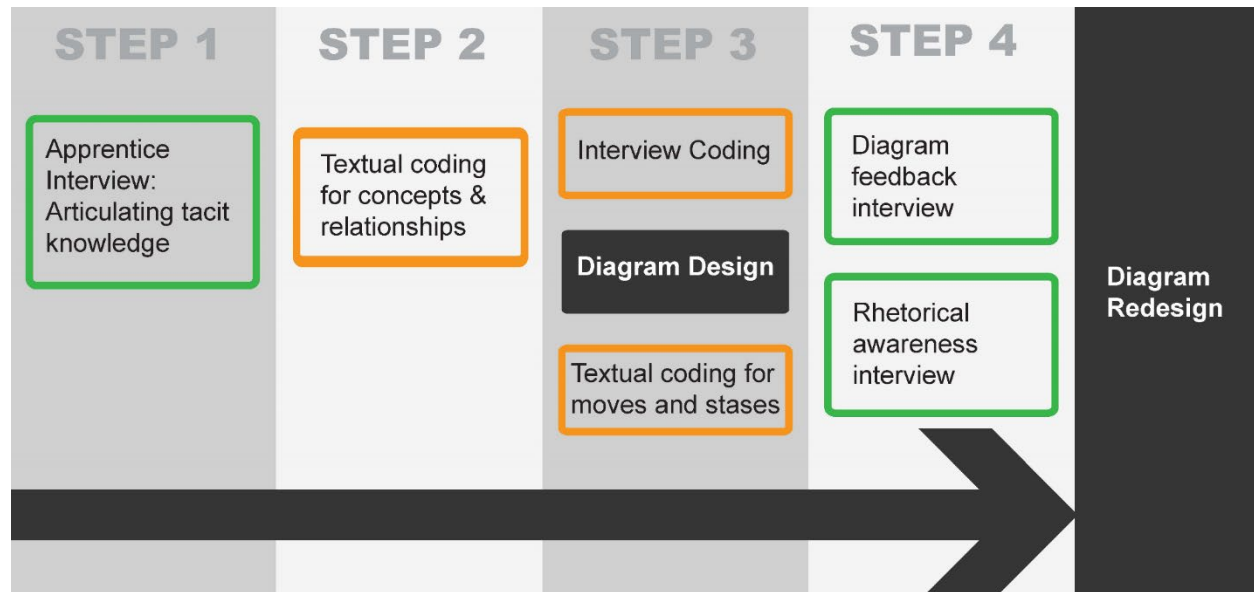 STEP 1
Apprentice
Interview:
Articulating tacit
knowledge
STEP 2
Textual coding
for concepts &
relationships
STEP 3
Interview Coding
Diagram Design
Textual coding for
moves and stases
STEP 4
Diagram
feedback
interview
Rhetorical
awareness
interview
Diagram
Redesign